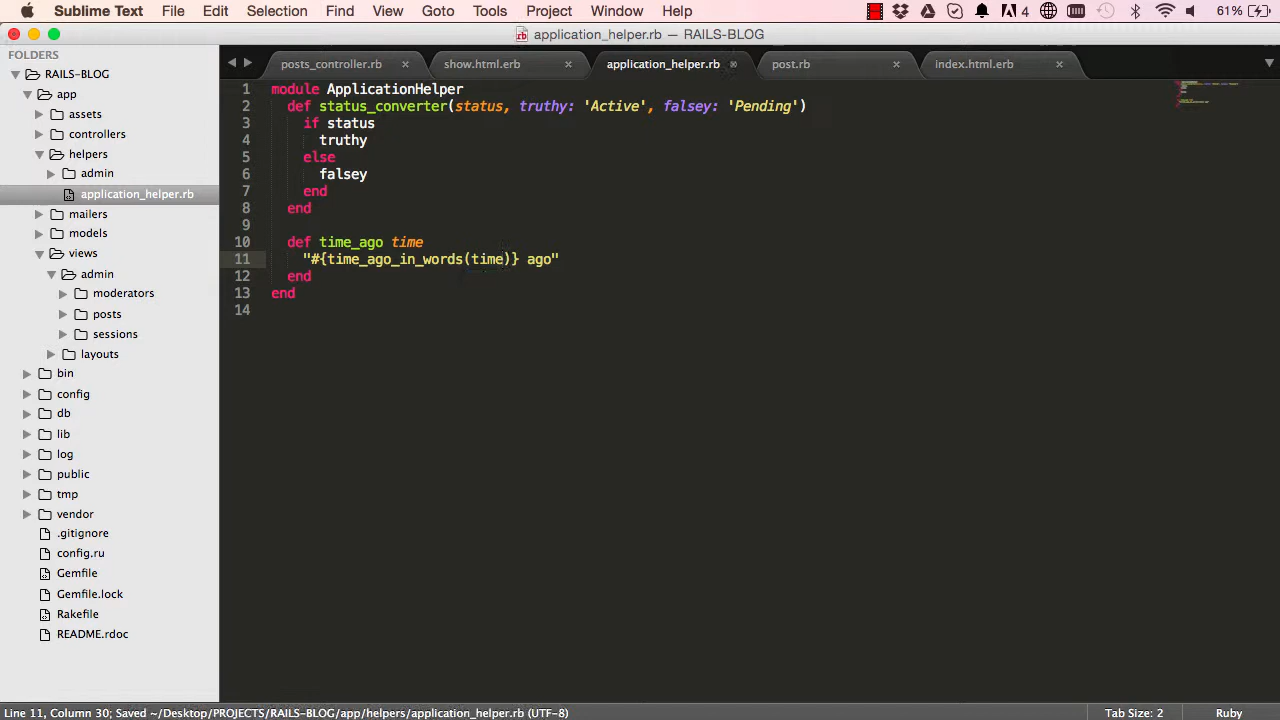 Sublime Text File Edit Selection Find View Goto Tools Project Window Help 4 61%
application_helper.rb — RAILS-BLOG
FOLDERS
RAILS-BLOG
app
assets
controllers
helpers
admin
application_helper.rb
mailers
models
views
admin
moderators
posts
sessions
layouts
bin
config
db
lib
log
public
tmp
vendor
.gitignore
config.ru
Gemfile
Gemfile.lock
Rakefile
README.rdoc
posts_controller.rb × show.html.erb × application_helper.rb × post.rb × index.html.erb ×
1 module ApplicationHelper
2 def status_converter(status, truthy: 'Active', falsey: 'Pending')
3 if status
4 truthy
5 else
6 falsey
7 end
8 end
9
10 def time_ago time
11 "#{time_ago_in_words(time)} ago"
12 end
13 end
14
Line 11, Column 30; Saved ~/Desktop/PROJECTS/RAILS-BLOG/app/helpers/application_helper.rb (UTF-8) Tab Size: 2 Ruby